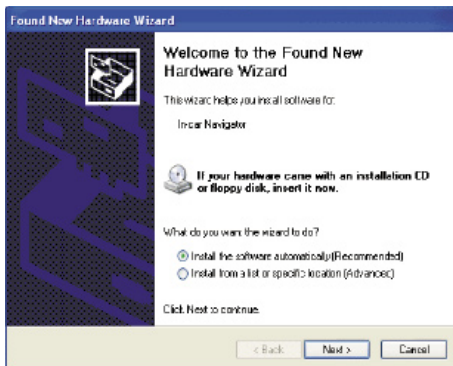 Found New Hardware Wizard
Welcome to the Found New
Hardware Wizard
This wizard helps you install software for:
In-car Navigator
If your hardware came with an installation CD
or floppy disk, insert it now.
What do you want the wizard to do?
Install the software automatically(Recommended)
Install from a list or specific location (Advanced)
Click Next to continue.
< Back Next > Cancel